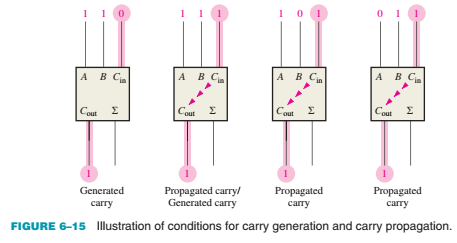 1 1 0 1 1 1 1 0 1 0 1 1
A B Cin A B Cin A B Cin A B Cin
Cout Σ Cout Σ Cout Σ Cout Σ
1 1 1 1
Generated carry
Propagated carry/ Generated carry
Propagated carry
Propagated carry
FIGURE 6–15 Illustration of conditions for carry generation and carry propagation.